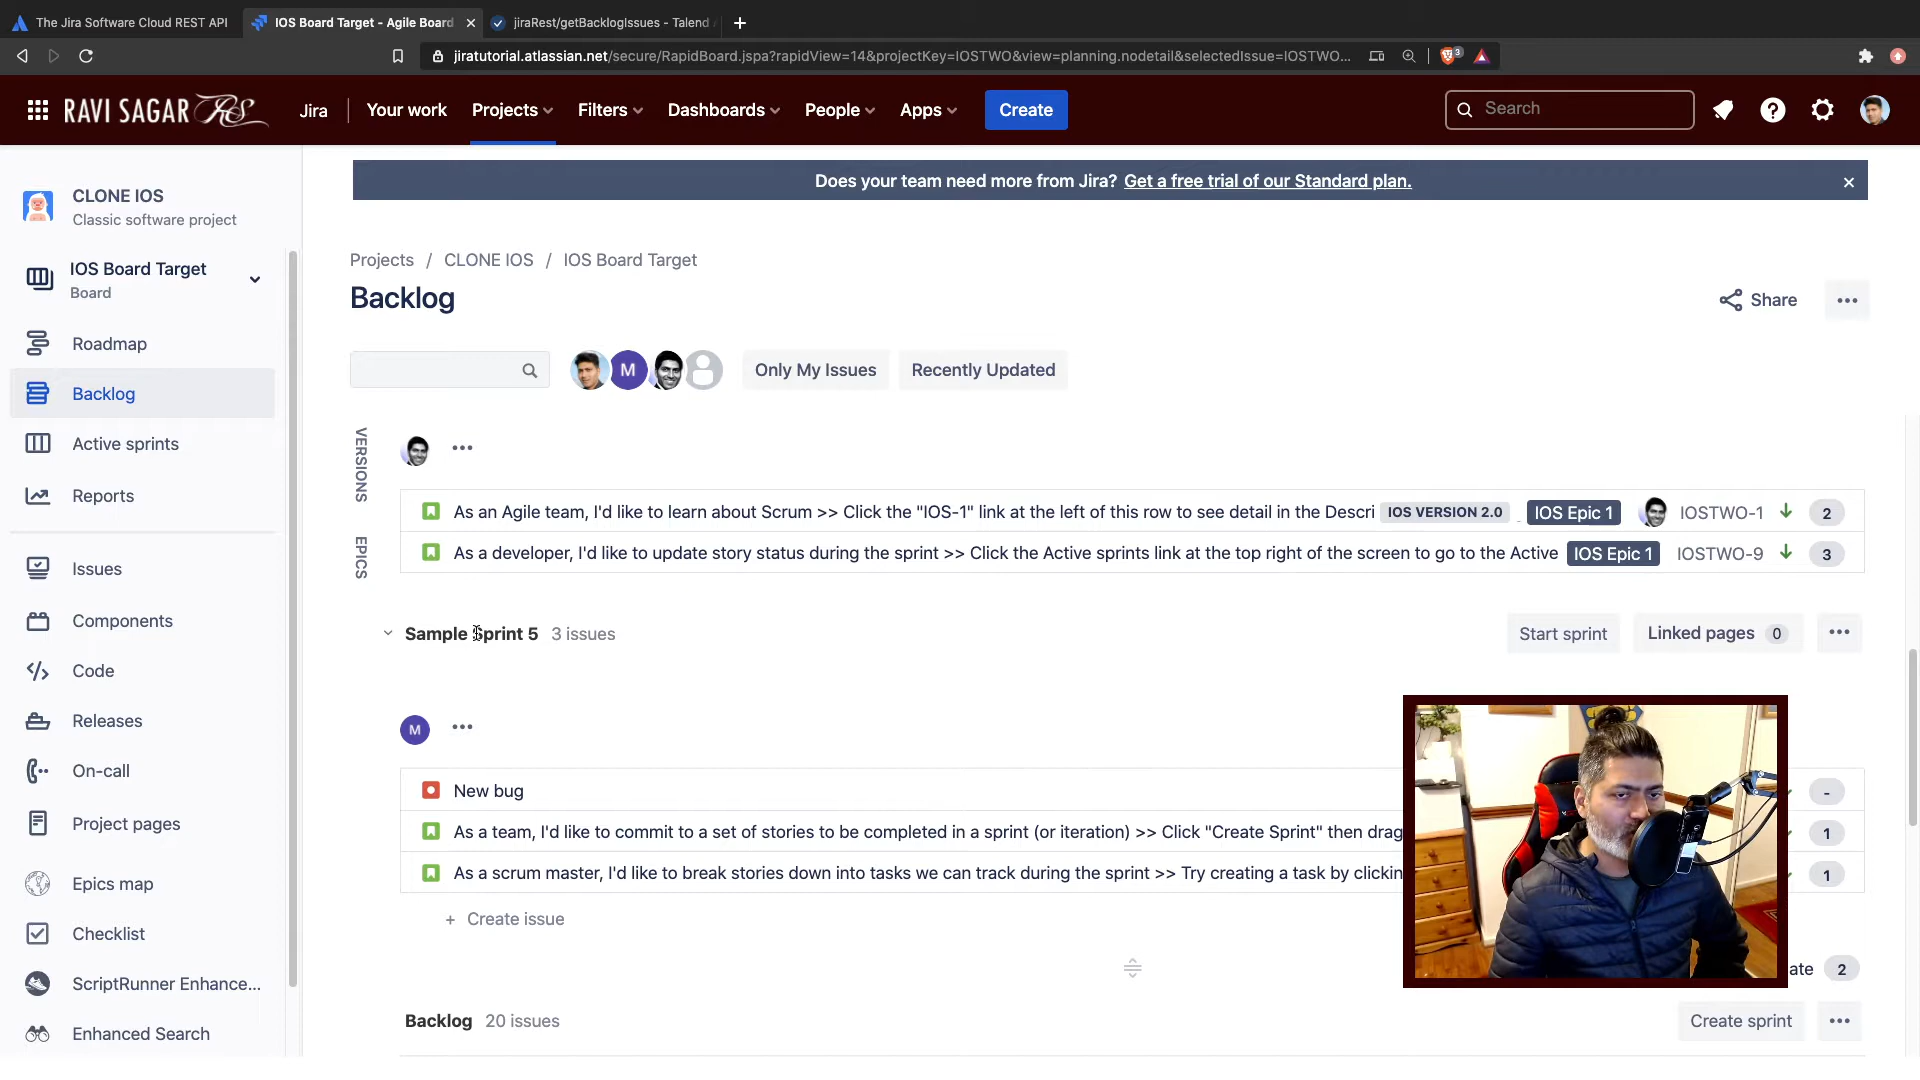 The Jira Software Cloud REST API
IOS Board Target - Agile Board
jiraRest/getBacklogIssues - Talend
jiratutorial.atlassian.net/secure/RapidBoard.jspa?rapidView=14&projectKey=IOSTWO&view=planning.nodetail&selectedIssue=IOSTWO...
3
RAVI SAGAR RS
Jira
Your work
Projects
Filters
Dashboards
People
Apps
Create
Search
CLONE IOS
Classic software project
IOS Board Target
Board
Roadmap
Backlog
Active sprints
Reports
Issues
Components
Code
Releases
On-call
Project pages
Epics map
Checklist
ScriptRunner Enhance...
Enhanced Search
Does your team need more from Jira? Get a free trial of our Standard plan.
Projects / CLONE IOS / IOS Board Target
Backlog
Share
M
Only My Issues
Recently Updated
VERSIONS
EPICS
As an Agile team, I'd like to learn about Scrum >> Click the "IOS-1" link at the left of this row to see detail in the Descri IOS VERSION 2.0 IOS Epic 1 IOSTWO-1 2
As a developer, I'd like to update story status during the sprint >> Click the Active sprints link at the top right of the screen to go to the Active IOS Epic 1 IOSTWO-9 3
Sample Sprint 5 3 issues
Start sprint
Linked pages 0
M
New bug -
As a team, I'd like to commit to a set of stories to be completed in a sprint (or iteration) >> Click "Create Sprint" then drag 1
As a scrum master, I'd like to break stories down into tasks we can track during the sprint >> Try creating a task by clickin 1
+ Create issue
ate 2
Backlog 20 issues
Create sprint